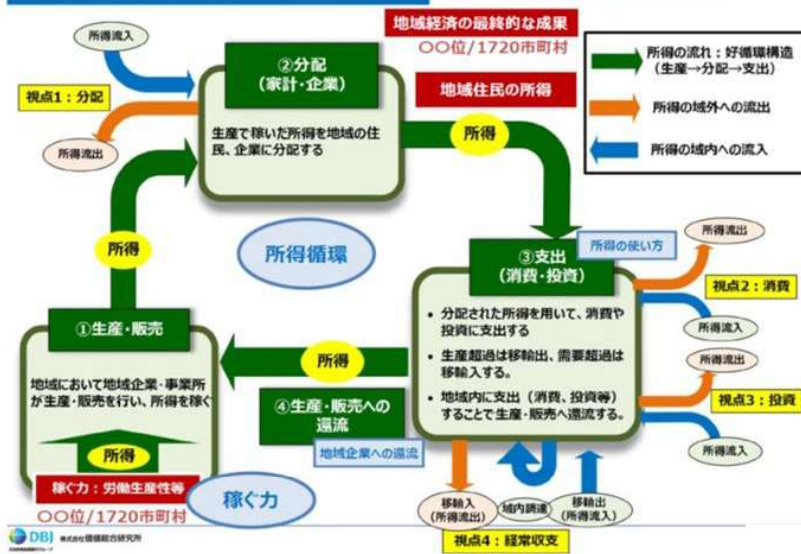 地域経済の最終的な成果
〇〇位/1720市町村
地域住民の所得
所得流入
②分配
(家計・企業)
視点1：分配
所得流出
生産で稼いだ所得を地域の住
民、企業に分配する
所得
所得の流れ：好循環構造
(生産→分配→支出)
所得の域外への流出
所得の域内への流入
所得
所得循環
③支出
(消費・投資)
所得の使い方
・ 分配された所得を用いて、消費や
投資に支出する
・ 生産超過は移輸出、需要超過は
移輸入する。
・ 地域内に支出（消費、投資等）
することで生産・販売へ還流する。
所得流出
視点2：消費
所得流入
所得流出
視点3：投資
所得流入
①生産・販売
地域において地域企業・事業所
が生産・販売を行い、所得を稼ぐ
所得
稼ぐ力：労働生産性等
〇〇位/1720市町村
稼ぐ力
所得
④生産・販売への
還流
地域企業への還流
移輸入
(所得流出)
域内調達
移輸出
(所得流入)
視点4：経常収支
DBJ 株式会社価値総合研究所